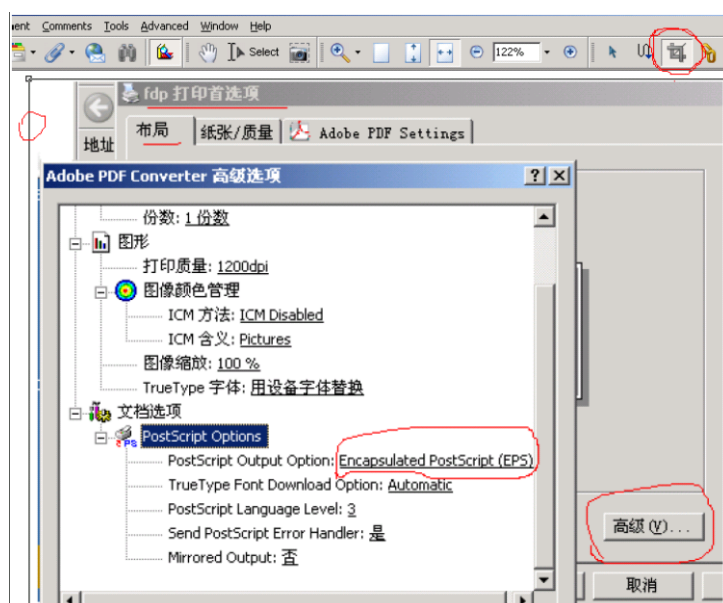 ent Comments Tools Advanced Window Help
Select 122%
fdp 打印首选项
地址
布局 纸张/质量 Adobe PDF Settings
Adobe PDF Converter 高级选项
份数: 1 份数
图形
打印质量: 1200dpi
图像颜色管理
ICM 方法: ICM Disabled
ICM 含义: Pictures
图像缩放: 100 %
TrueType 字体: 用设备字体替换
文档选项
EPS PostScript Options
PostScript Output Option: Encapsulated PostScript (EPS)
TrueType Font Download Option: Automatic
PostScript Language Level: 3
Send PostScript Error Handler: 是
Mirrored Output: 否
高级(V)...
取消